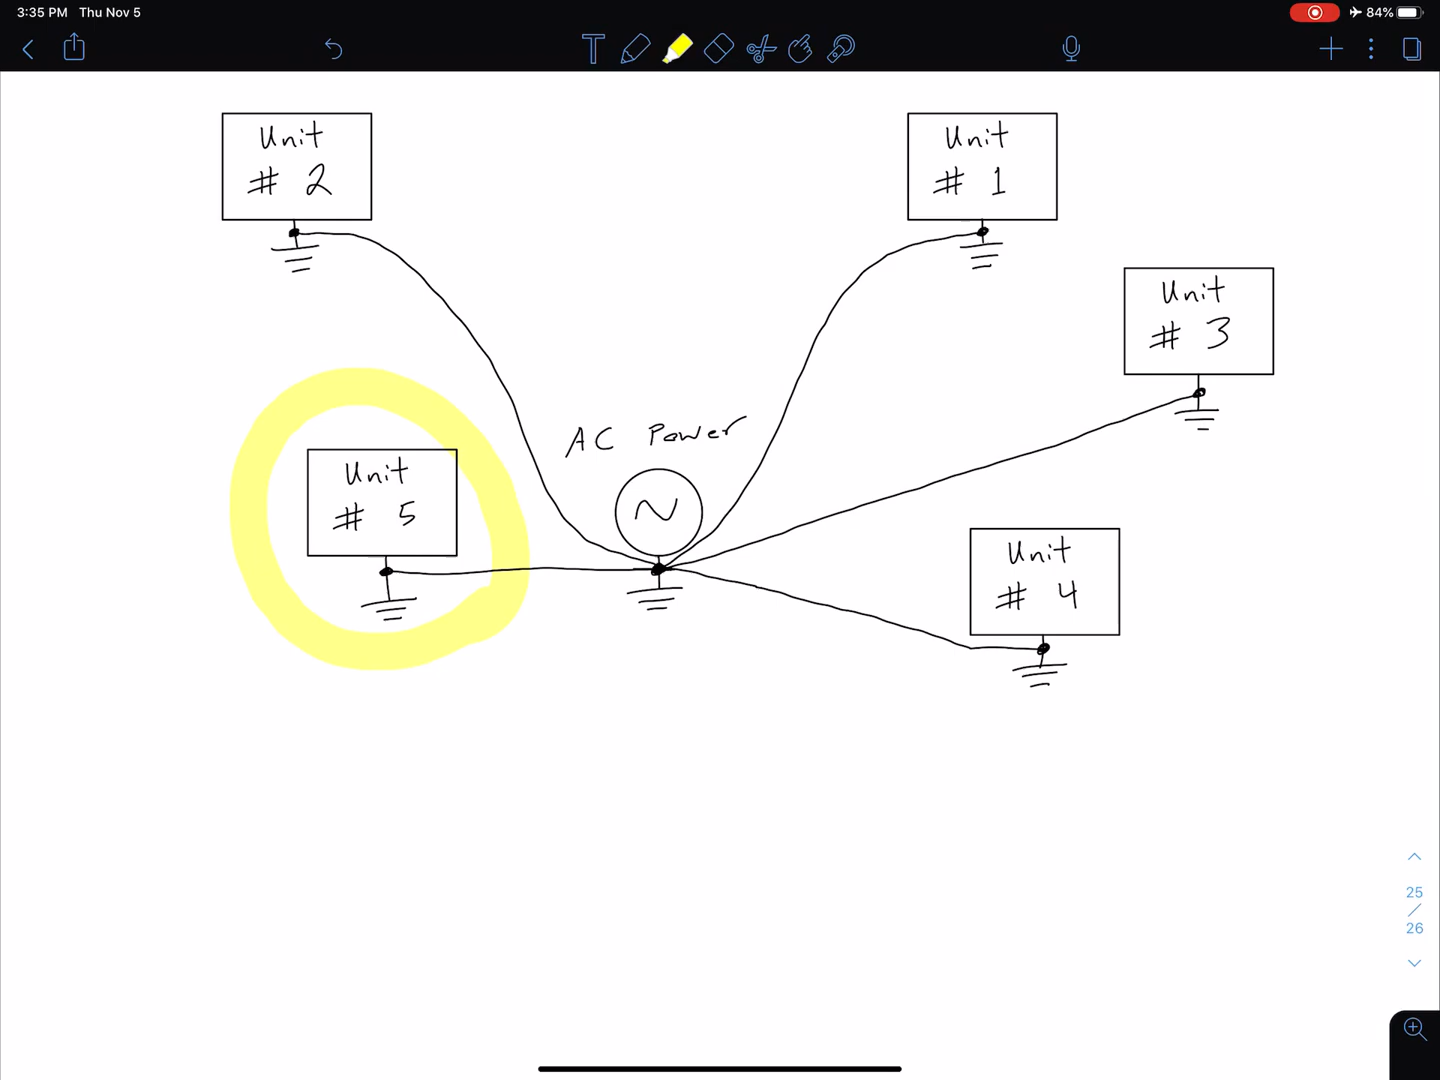 3:35 PM Thu Nov 5
84%
T
Unit
# 2
Unit
# 1
Unit
# 3
AC Power
Unit
# 5
Unit
# 4
25
/
26